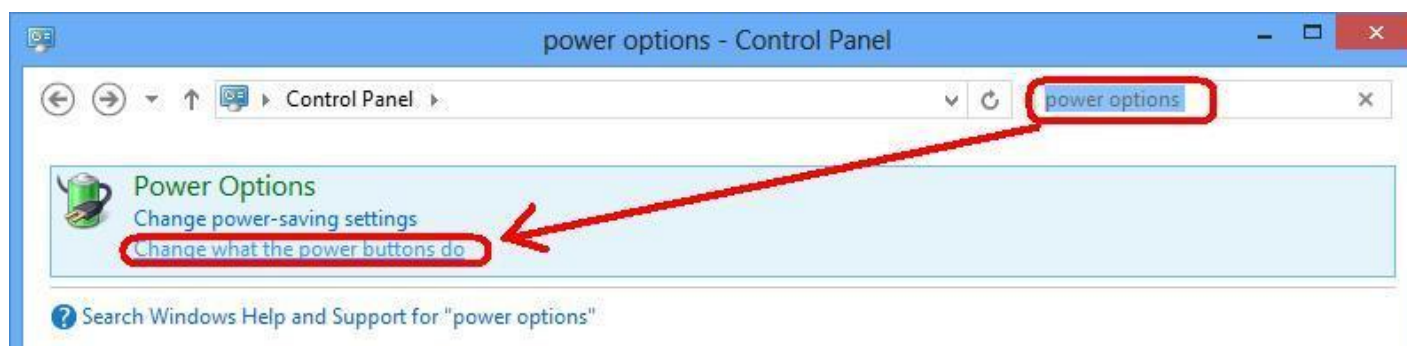 power options - Control Panel
Control Panel
power options
Power Options
Change power-saving settings
Change what the power buttons do
Search Windows Help and Support for "power options"